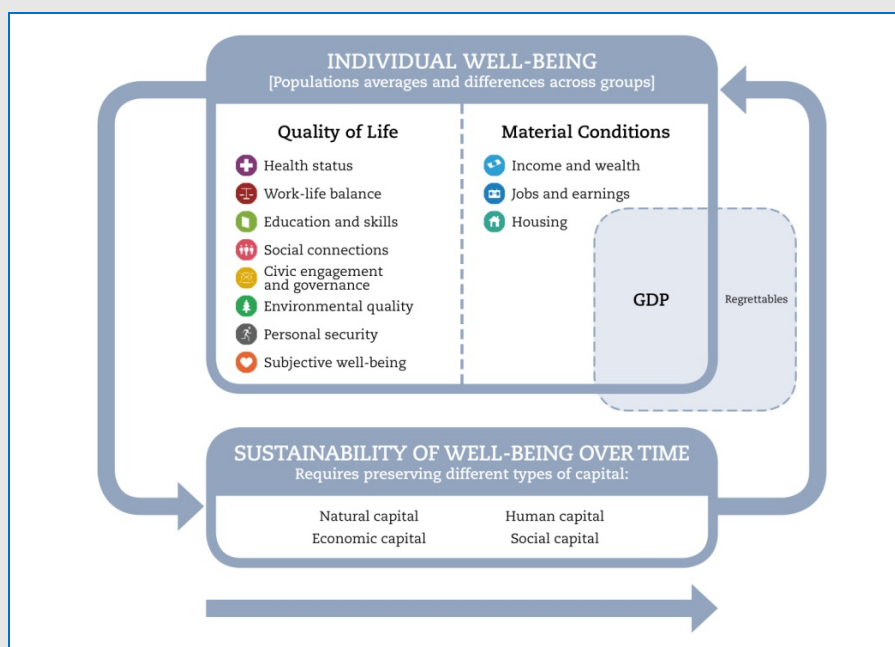 INDIVIDUAL WELL-BEING
[Populations averages and differences across groups]
Quality of Life
Health status
Work-life balance
Education and skills
Social connections
Civic engagement
and governance
Environmental quality
Personal security
Subjective well-being
Material Conditions
Income and wealth
Jobs and earnings
Housing
GDP
Regrettables
SUSTAINABILITY OF WELL-BEING OVER TIME
Requires preserving different types of capital:
Natural capital
Human capital
Economic capital
Social capital